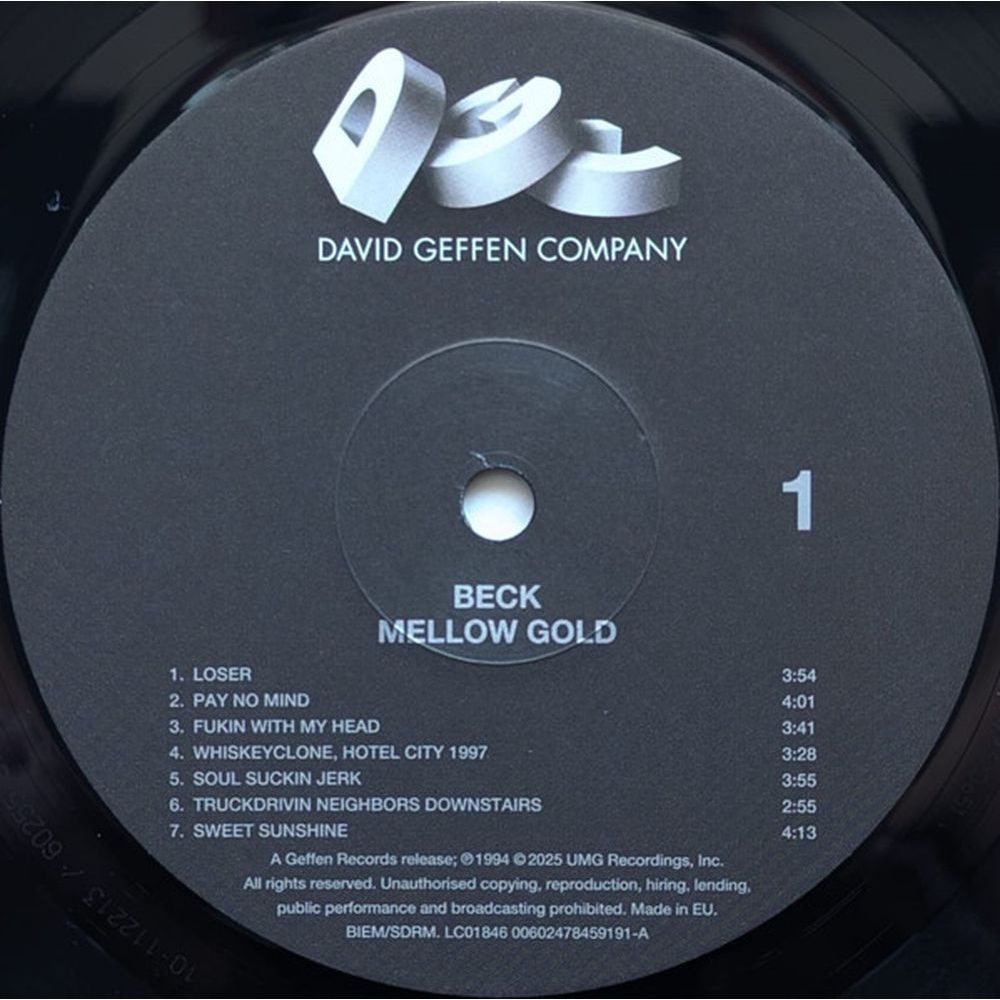 DGC
DAVID GEFFEN COMPANY
1
BECK
MELLOW GOLD
1. LOSER 3:54
2. PAY NO MIND 4:01
3. FUKIN WITH MY HEAD 3:41
4. WHISKEYCLONE, HOTEL CITY 1997 3:28
5. SOUL SUCKIN JERK 3:55
6. TRUCKDRIVIN NEIGHBORS DOWNSTAIRS 2:55
7. SWEET SUNSHINE 4:13
A Geffen Records release; ℗1994 ©2025 UMG Recordings, Inc.
All rights reserved. Unauthorised copying, reproduction, hiring, lending,
public performance and broadcasting prohibited. Made in EU.
BIEM/SDRM. LC01846 00602478459191-A